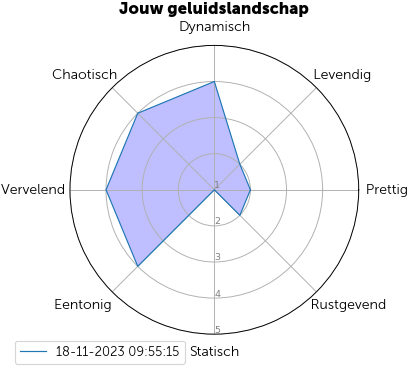 Jouw geluidslandschap
Dynamisch
Chaotisch
Levendig
Vervelend
1
Prettig
2
3
4
Eentonig
Rustgevend
5
18-11-2023 09:55:15
Statisch